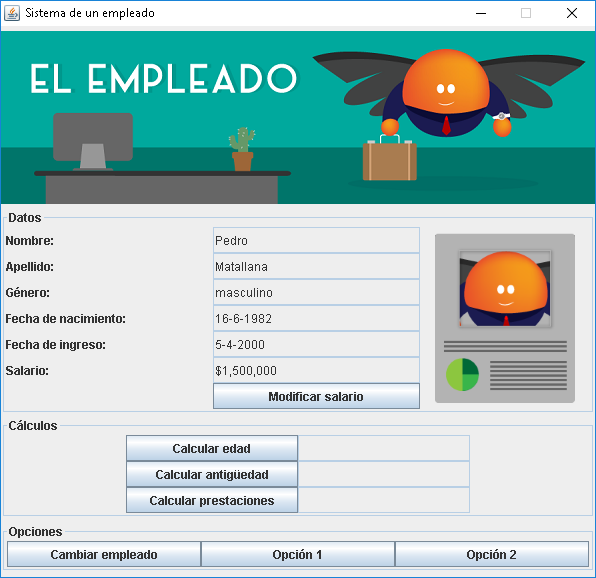 Sistema de un empleado
EL EMPLEADO
Datos
Nombre: Pedro
Apellido: Matallana
Género: masculino
Fecha de nacimiento: 16-6-1982
Fecha de ingreso: 5-4-2000
Salario: $1,500,000
Modificar salario
Cálculos
Calcular edad
Calcular antigüedad
Calcular prestaciones
Opciones
Cambiar empleado Opción 1 Opción 2